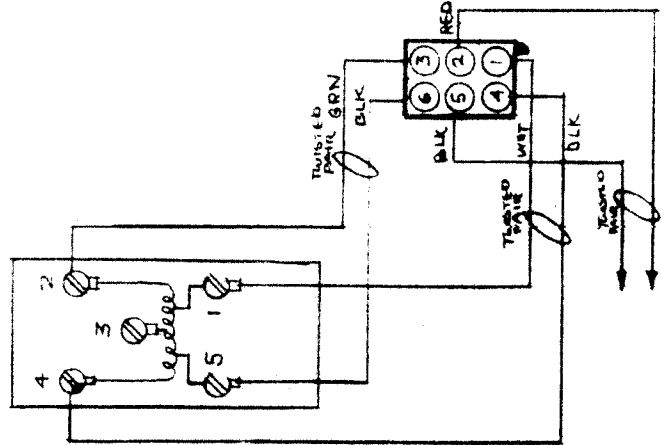 RED
3 2 1
6 5 4
GRN
BLK
TWISTED
PAIR
BLK
WHT
BLK
TWISTED
PAIR
TWISTED
PAIR
2
3
1
4
5